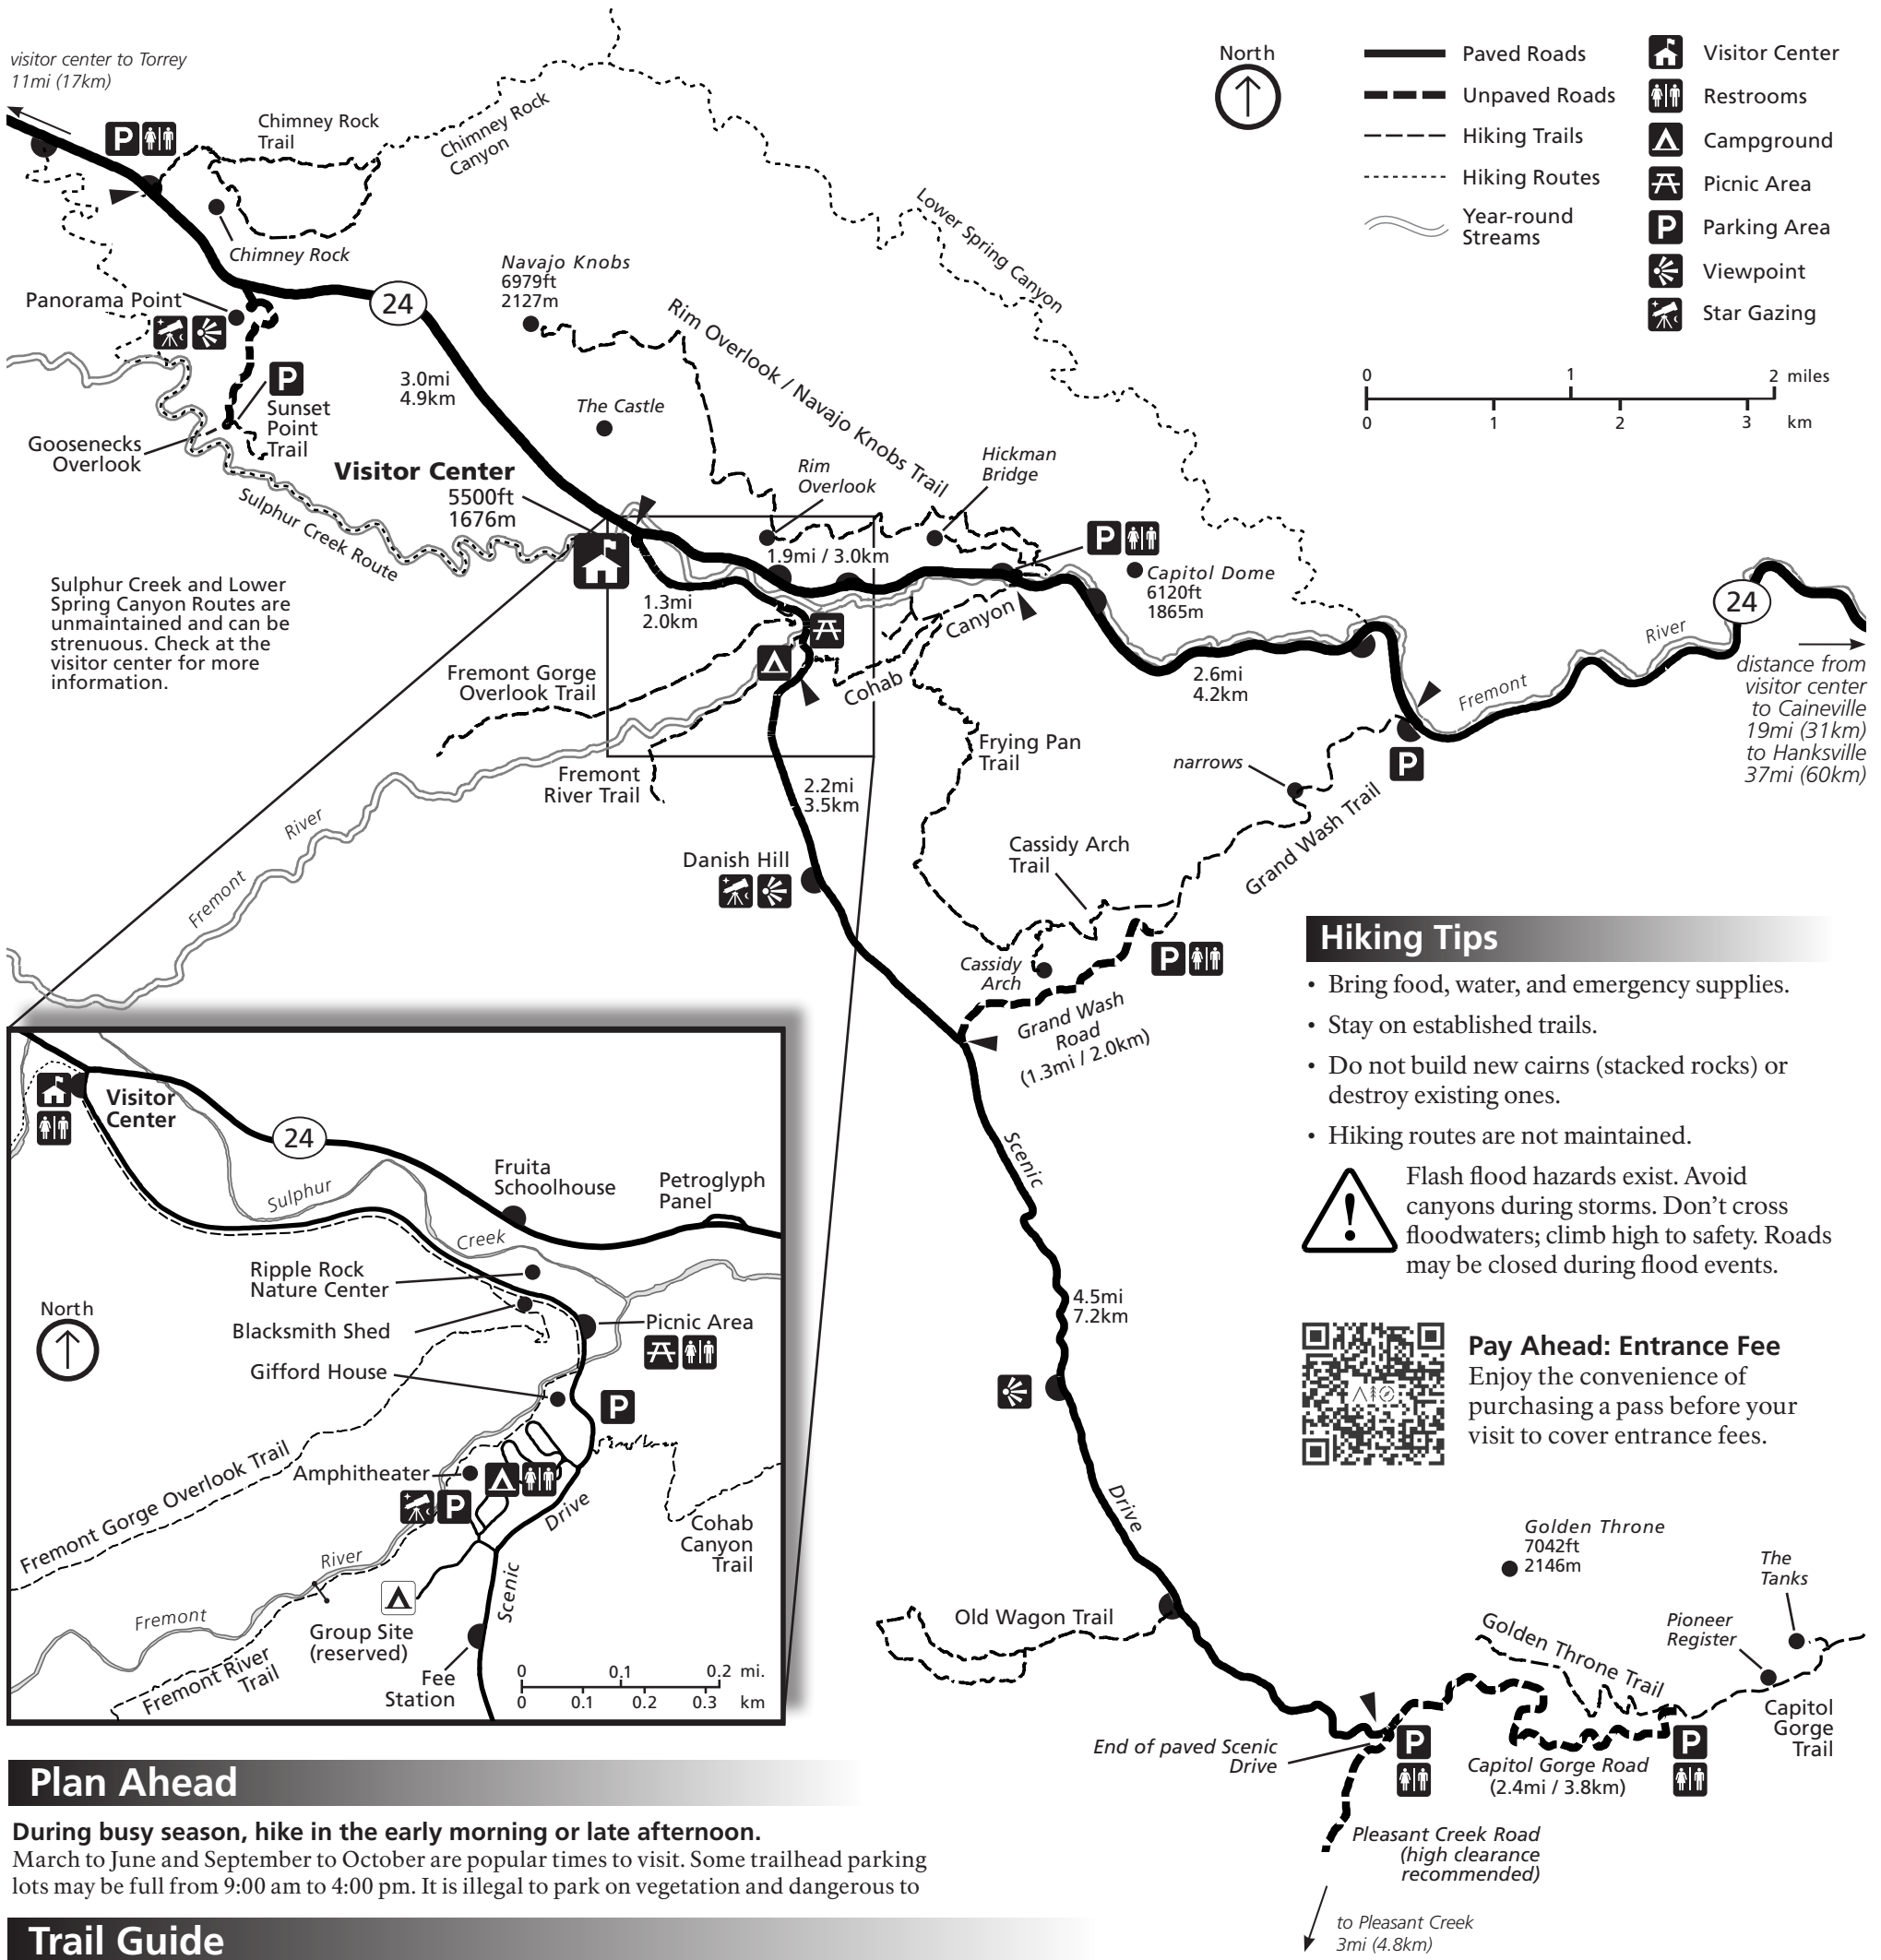 visitor center to Torrey
11mi (17km)
Chimney Rock
Trail
Chimney Rock
Canyon
Chimney Rock
North
Paved Roads
Unpaved Roads
Hiking Trails
Hiking Routes
Year-round
Streams
Visitor Center
Restrooms
Campground
Picnic Area
Parking Area
Viewpoint
Star Gazing
P
P
0 1 2 miles
0 1 2 3 km
Lower Spring Canyon
Panorama Point
24
Navajo Knobs
6979ft
2127m
Rim Overlook / Navajo Knobs Trail
3.0mi
4.9km
P
Sunset
Point
Trail
Goosenecks
Overlook
The Castle
Visitor Center
5500ft
1676m
Rim
Overlook
Hickman
Bridge
Sulphur Creek Route
1.9mi / 3.0km
P
Capitol Dome
6120ft
1865m
24
Sulphur Creek and Lower
Spring Canyon Routes are
unmaintained and can be
strenuous. Check at the
visitor center for more
information.
1.3mi
2.0km
Canyon
Cohab
Fremont Gorge
Overlook Trail
2.6mi
4.2km
Fremont
River
distance from
visitor center
to Caineville
19mi (31km)
to Hanksville
37mi (60km)
Frying Pan
Trail
narrows
P
Fremont
River Trail
2.2mi
3.5km
River
Fremont
Danish Hill
Cassidy Arch
Trail
Grand Wash Trail
Cassidy
Arch
P
Grand Wash
Road
(1.3mi / 2.0km)
Hiking Tips
• Bring food, water, and emergency supplies.
• Stay on established trails.
• Do not build new cairns (stacked rocks) or
destroy existing ones.
• Hiking routes are not maintained.
!
Flash flood hazards exist. Avoid
canyons during storms. Don’t cross
floodwaters; climb high to safety. Roads
may be closed during flood events.
Pay Ahead: Entrance Fee
Enjoy the convenience of
purchasing a pass before your
visit to cover entrance fees.
Visitor
Center
24
Sulphur
Creek
Fruita
Schoolhouse
Petroglyph
Panel
Ripple Rock
Nature Center
North
Blacksmith Shed
Picnic Area
Gifford House
P
Fremont Gorge Overlook Trail
Amphitheater
P
Drive
Cohab
Canyon
Trail
River
Fremont
Scenic
Group Site
(reserved)
Fremont River
Trail
Fee
Station
0 0.1 0.2 mi.
0 0.1 0.2 0.3 km
Scenic
4.5mi
7.2km
Drive
Old Wagon Trail
Golden Throne
7042ft
2146m
The
Tanks
Pioneer
Register
Golden Throne Trail
Capitol
Gorge
Trail
End of paved Scenic
Drive
P
Capitol Gorge Road
(2.4mi / 3.8km)
P
Pleasant Creek Road
(high clearance
recommended)
to Pleasant Creek
3mi (4.8km)
Plan Ahead
During busy season, hike in the early morning or late afternoon.
March to June and September to October are popular times to visit. Some trailhead parking
lots may be full from 9:00 am to 4:00 pm. It is illegal to park on vegetation and dangerous to
Trail Guide